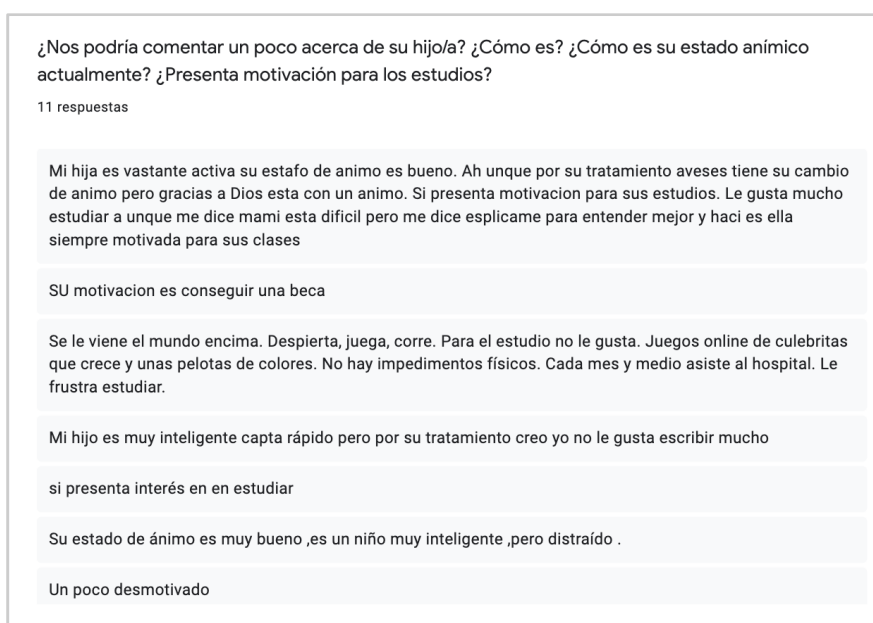 ¿Nos podría comentar un poco acerca de su hijo/a? ¿Cómo es? ¿Cómo es su estado anímico
actualmente? ¿Presenta motivación para los estudios?
11 respuestas
Mi hija es vastante activa su estafo de animo es bueno. Ah unque por su tratamiento aveses tiene su cambio
de animo pero gracias a Dios esta con un animo. Si presenta motivacion para sus estudios. Le gusta mucho
estudiar a unque me dice mami esta dificil pero me dice esplicame para entender mejor y haci es ella
siempre motivada para sus clases
SU motivacion es conseguir una beca
Se le viene el mundo encima. Despierta, juega, corre. Para el estudio no le gusta. Juegos online de culebritas
que crece y unas pelotas de colores. No hay impedimentos físicos. Cada mes y medio asiste al hospital. Le
frustra estudiar.
Mi hijo es muy inteligente capta rápido pero por su tratamiento creo yo no le gusta escribir mucho
si presenta interés en en estudiar
Su estado de ánimo es muy bueno ,es un niño muy inteligente ,pero distraído .
Un poco desmotivado